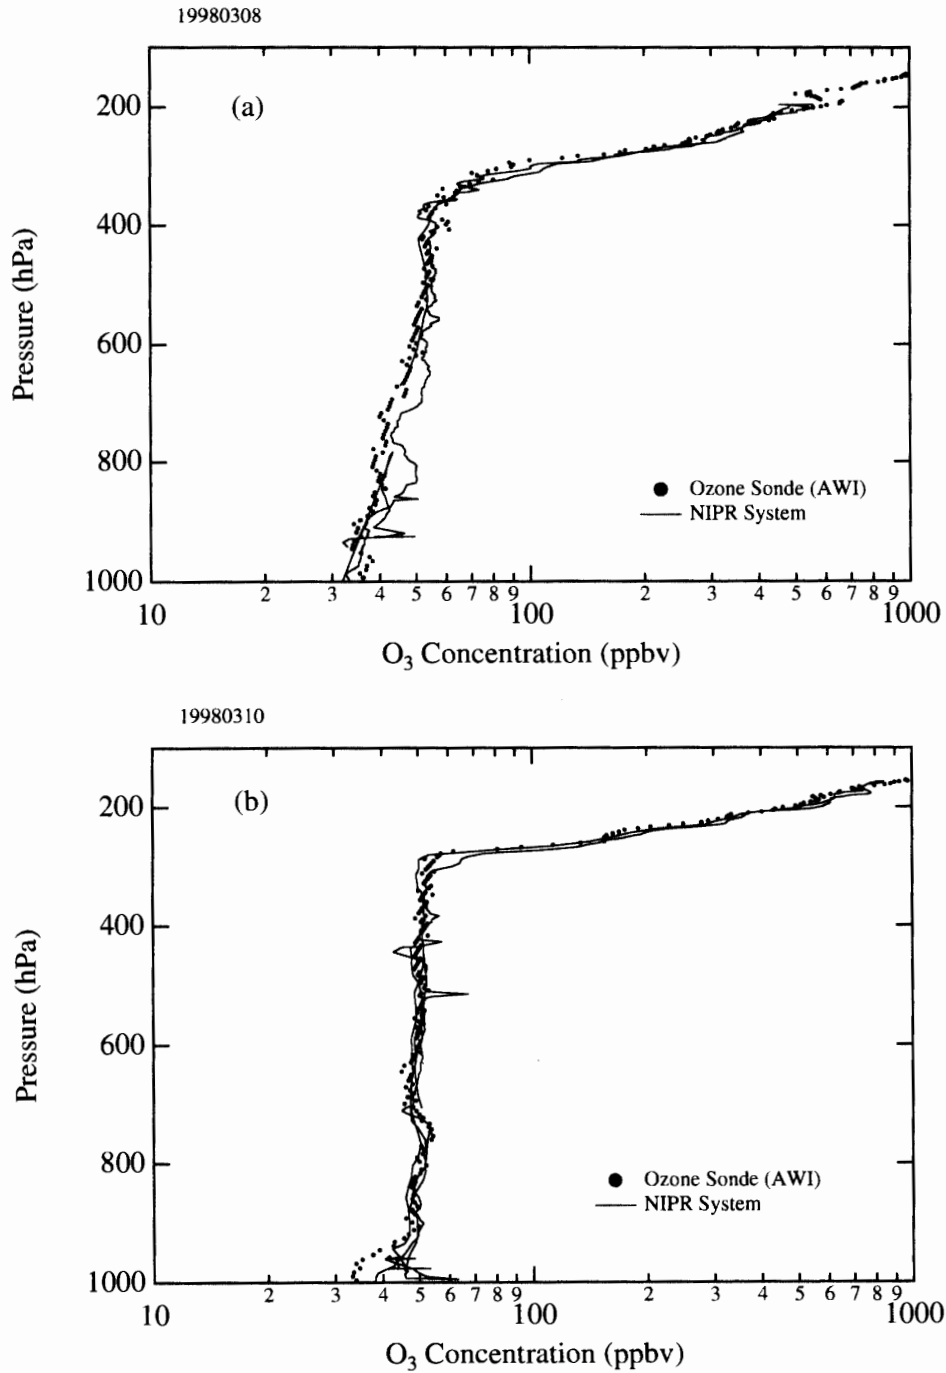 19980308
(a)
200
400
600
800
1000
Pressure (hPa)
Ozone Sonde (AWI)
NIPR System
2 3 4 5 6 7 8 9 2 3 4 5 6 7 8 9
10 100 1000
O₃ Concentration (ppbv)
19980310
(b)
200
400
600
800
1000
Pressure (hPa)
Ozone Sonde (AWI)
NIPR System
2 3 4 5 6 7 8 9 2 3 4 5 6 7 8 9
10 100 1000
O₃ Concentration (ppbv)